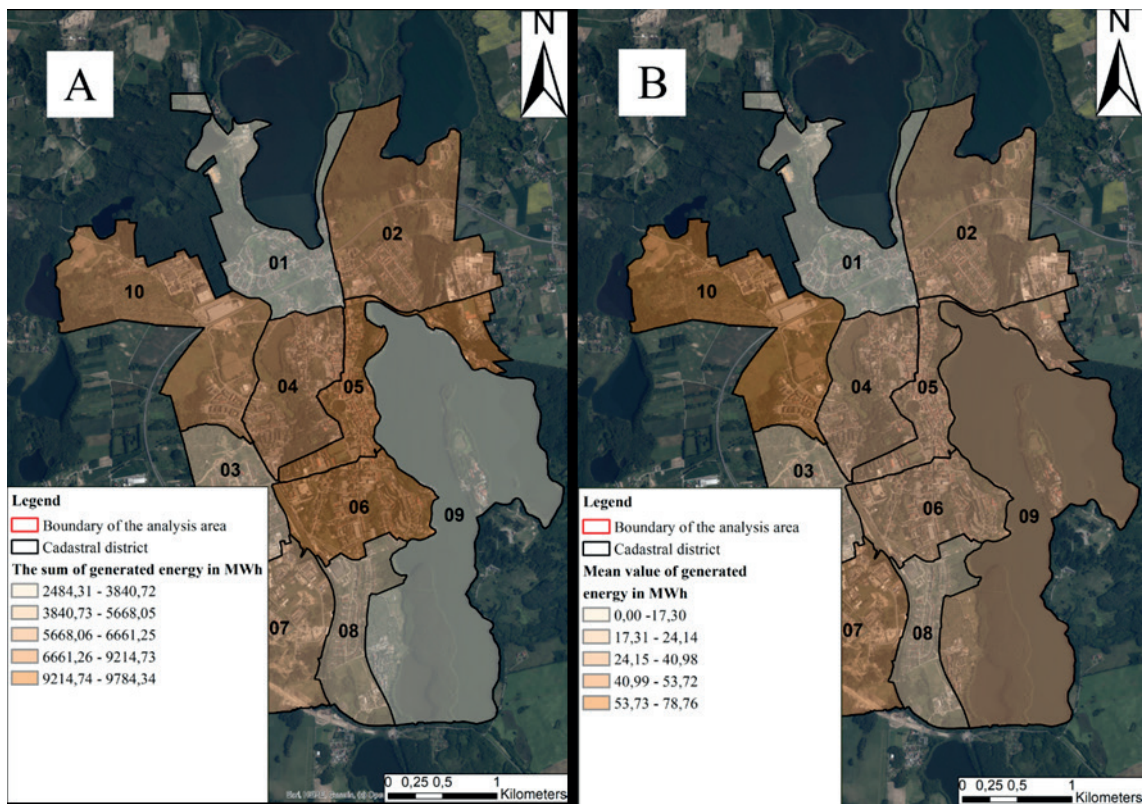 A
N
02
01
10
04
05
03
06
09
07
08
Legend
Boundary of the analysis area
Cadastral district
The sum of generated energy in MWh
2484,31 - 3840,72
3840,73 - 5668,05
5668,06 - 6661,25
6661,26 - 9214,73
9214,74 - 9784,34
0 0,25 0,5 1
Kilometers
B
N
02
01
10
04
05
03
06
09
07
08
Legend
Boundary of the analysis area
Cadastral district
Mean value of generated
energy in MWh
0,00 -17,30
17,31 - 24,14
24,15 - 40,98
40,99 - 53,72
53,73 - 78,76
0 0,25 0,5 1
Kilometers